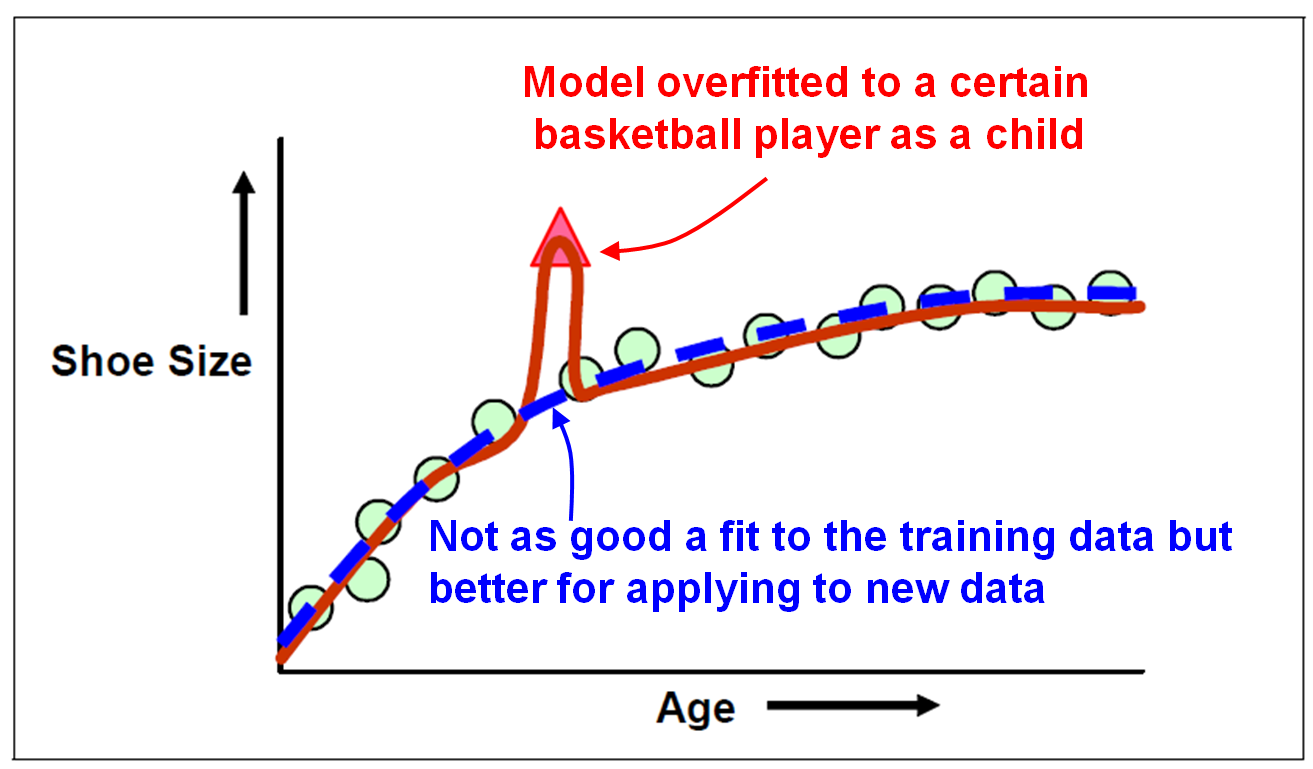 Model overfitted to a certain
basketball player as a child
Shoe Size
Not as good a fit to the training data but
better for applying to new data
Age